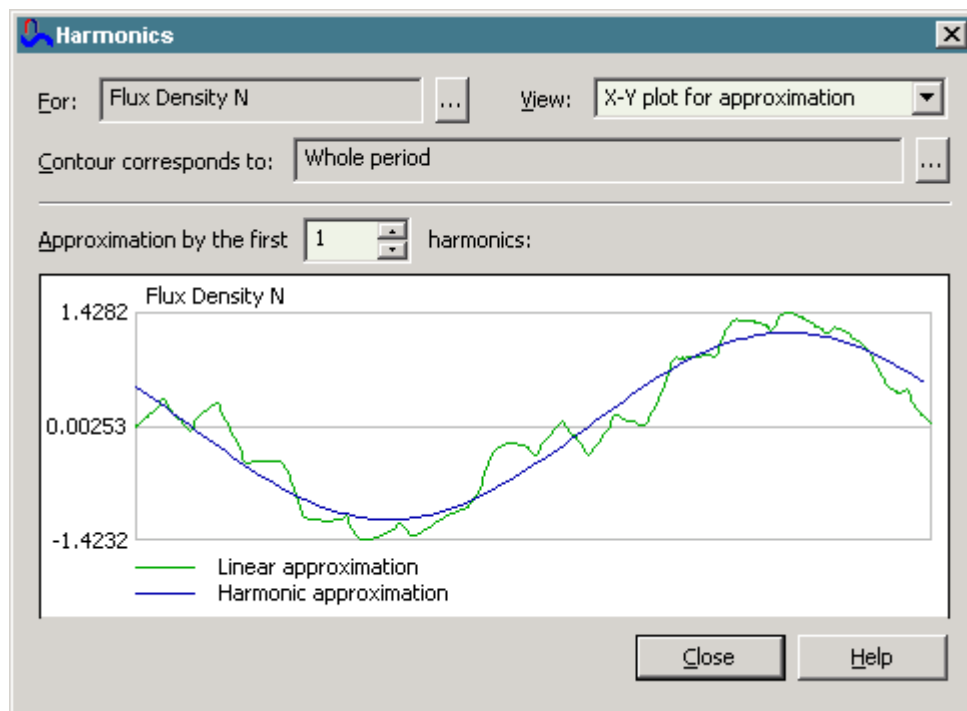 Harmonics
For: Flux Density N ... View: X-Y plot for approximation
Contour corresponds to: Whole period ...
Approximation by the first 1 harmonics:
Flux Density N
1.4282
0.00253
-1.4232
Linear approximation
Harmonic approximation
Close Help